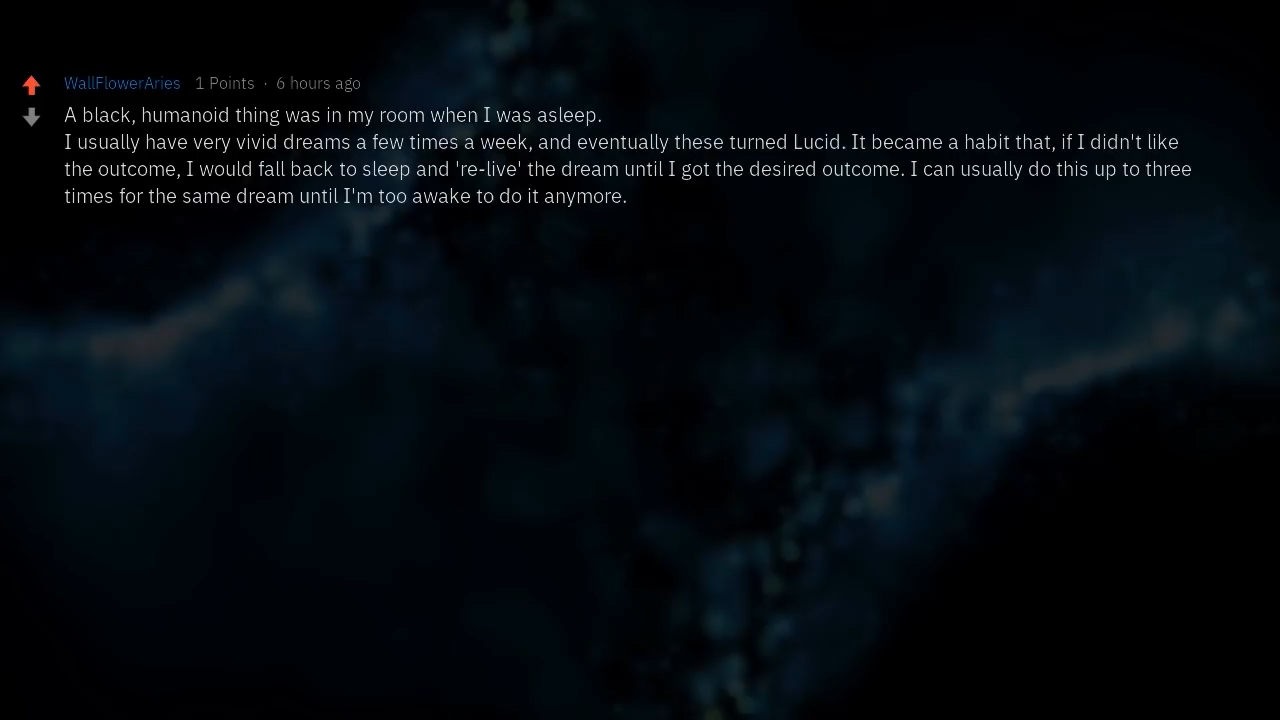 WallFlowerAries 1 Points · 6 hours ago
A black, humanoid thing was in my room when I was asleep.
I usually have very vivid dreams a few times a week, and eventually these turned Lucid. It became a habit that, if I didn't like
the outcome, I would fall back to sleep and 're-live' the dream until I got the desired outcome. I can usually do this up to three
times for the same dream until I'm too awake to do it anymore.